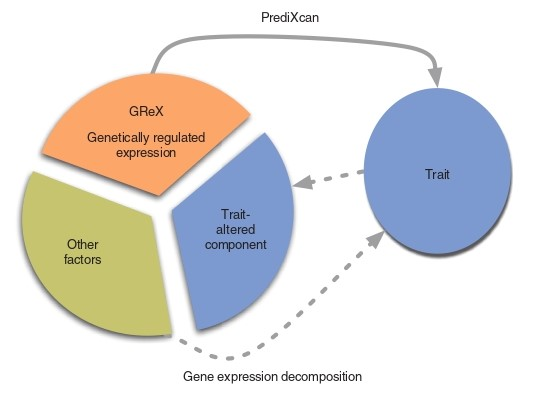 PrediXcan
GReX
Genetically regulated
expression
Trait-
altered
component
Trait
Other
factors
Gene expression decomposition